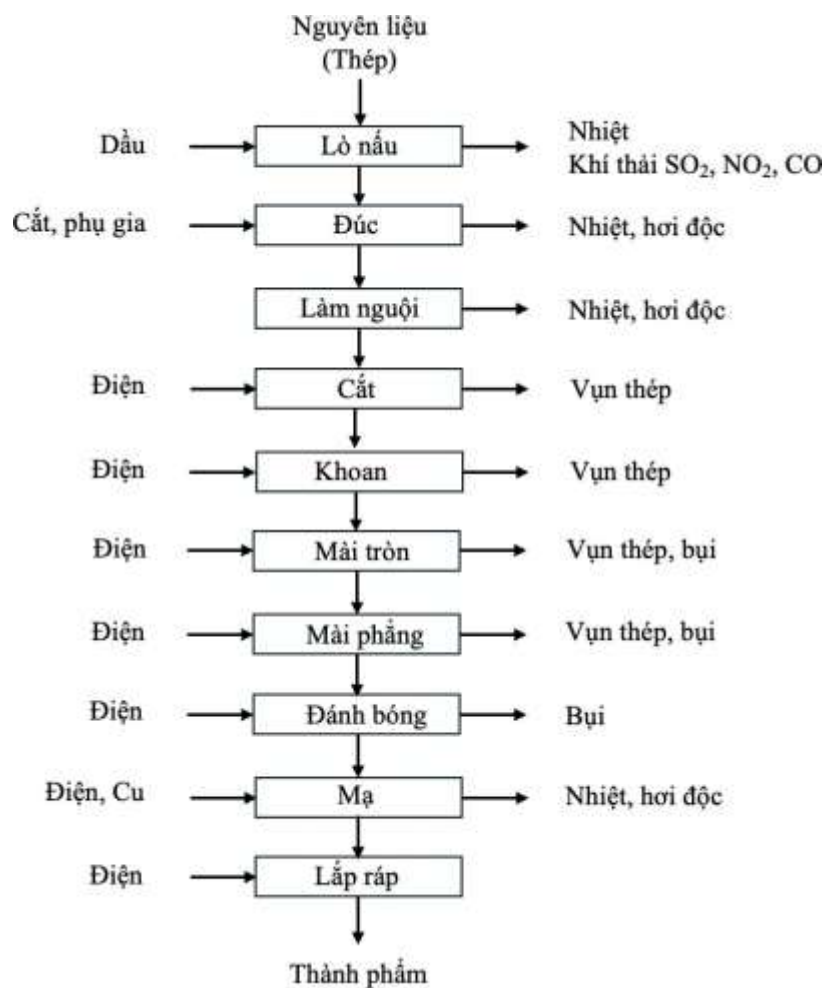 Nguyên liệu
(Thép)
Dầu
Lò nấu
Nhiệt
Khí thải SO₂, NO₂, CO
Cắt, phụ gia
Đúc
Nhiệt, hơi độc
Làm nguội
Nhiệt, hơi độc
Điện
Cắt
Vụn thép
Điện
Khoan
Vụn thép
Điện
Mài tròn
Vụn thép, bụi
Điện
Mài phẳng
Vụn thép, bụi
Điện
Đánh bóng
Bụi
Điện, Cu
Mạ
Nhiệt, hơi độc
Điện
Lắp ráp
Thành phẩm